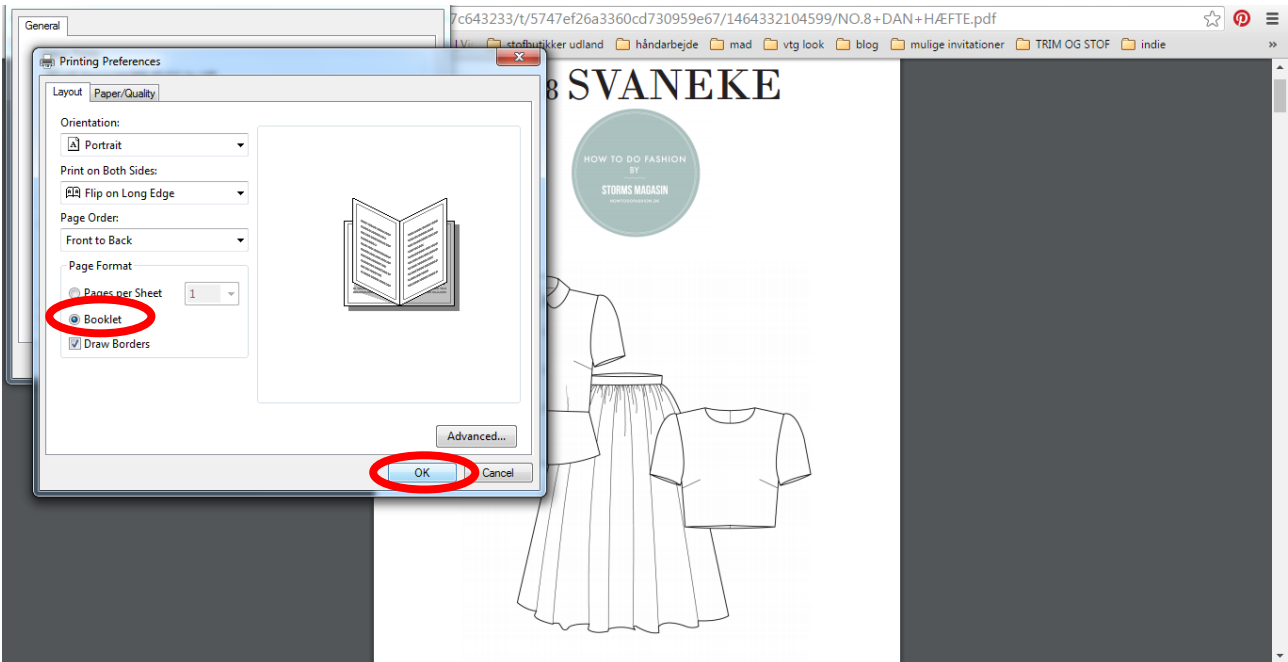 General
7c643233/t/5747ef26a3360cd730959e67/1464332104599/NO.8+DAN+HÆFTE.pdf
stofbutikker udland håndarbejde mad vtg look blog mulige invitationer TRIM OG STOF indie »
Printing Preferences
Layout Paper/Quality
Orientation:
Portrait
Print on Both Sides:
Flip on Long Edge
Page Order:
Front to Back
Page Format
Pages per Sheet 1
Booklet
Draw Borders
Advanced...
OK Cancel
8 SVANEKE
HOW TO DO FASHION
BY
STORMS MAGASIN